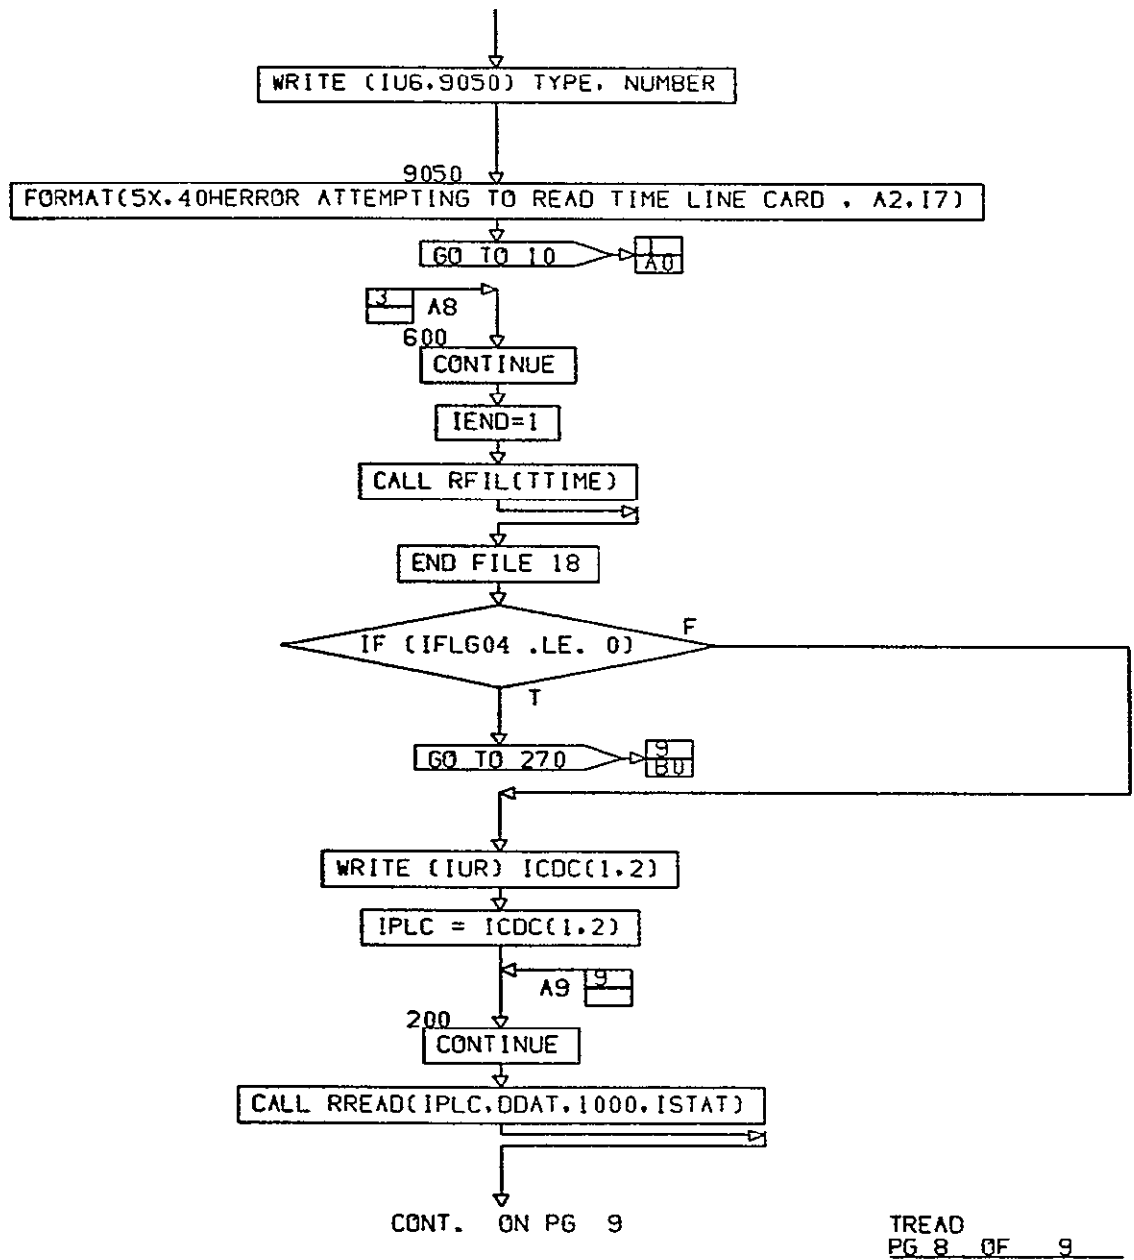 WRITE (IU6.9050) TYPE. NUMBER
9050
FORMAT(5X.40HERROR ATTEMPTING TO READ TIME LINE CARD . A2.I7)
GO TO 10
1
A0
3
A8
600
CONTINUE
IEND=1
CALL RFIL(TTIME)
END FILE 18
IF (IFLG04 .LE. 0)
F
T
GO TO 270
9
B0
WRITE (IUR) ICDC(1.2)
IPLC = ICDC(1.2)
A9
9
200
CONTINUE
CALL RREAD(IPLC.DDAT.1000.ISTAT)
CONT. ON PG 9
TREAD
PG 8 OF 9